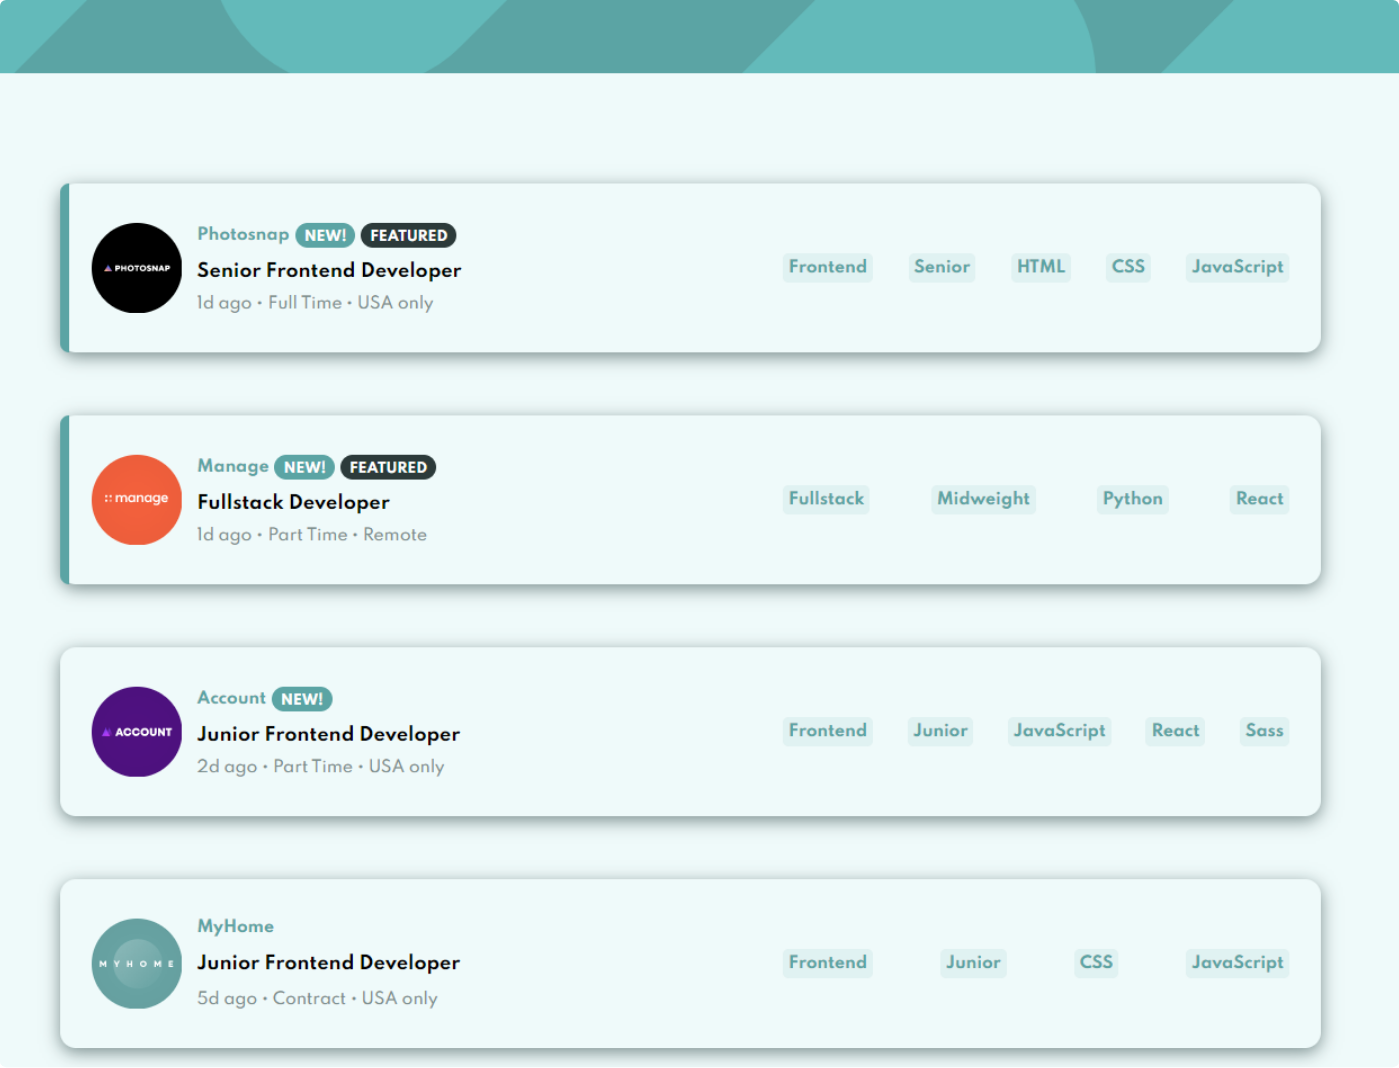 PHOTOSNAP
Photosnap NEW! FEATURED
Senior Frontend Developer
1d ago • Full Time • USA only
Frontend Senior HTML CSS JavaScript
manage
Manage NEW! FEATURED
Fullstack Developer
1d ago • Part Time • Remote
Fullstack Midweight Python React
ACCOUNT
Account NEW!
Junior Frontend Developer
2d ago • Part Time • USA only
Frontend Junior JavaScript React Sass
MYHOME
MyHome
Junior Frontend Developer
5d ago • Contract • USA only
Frontend Junior CSS JavaScript